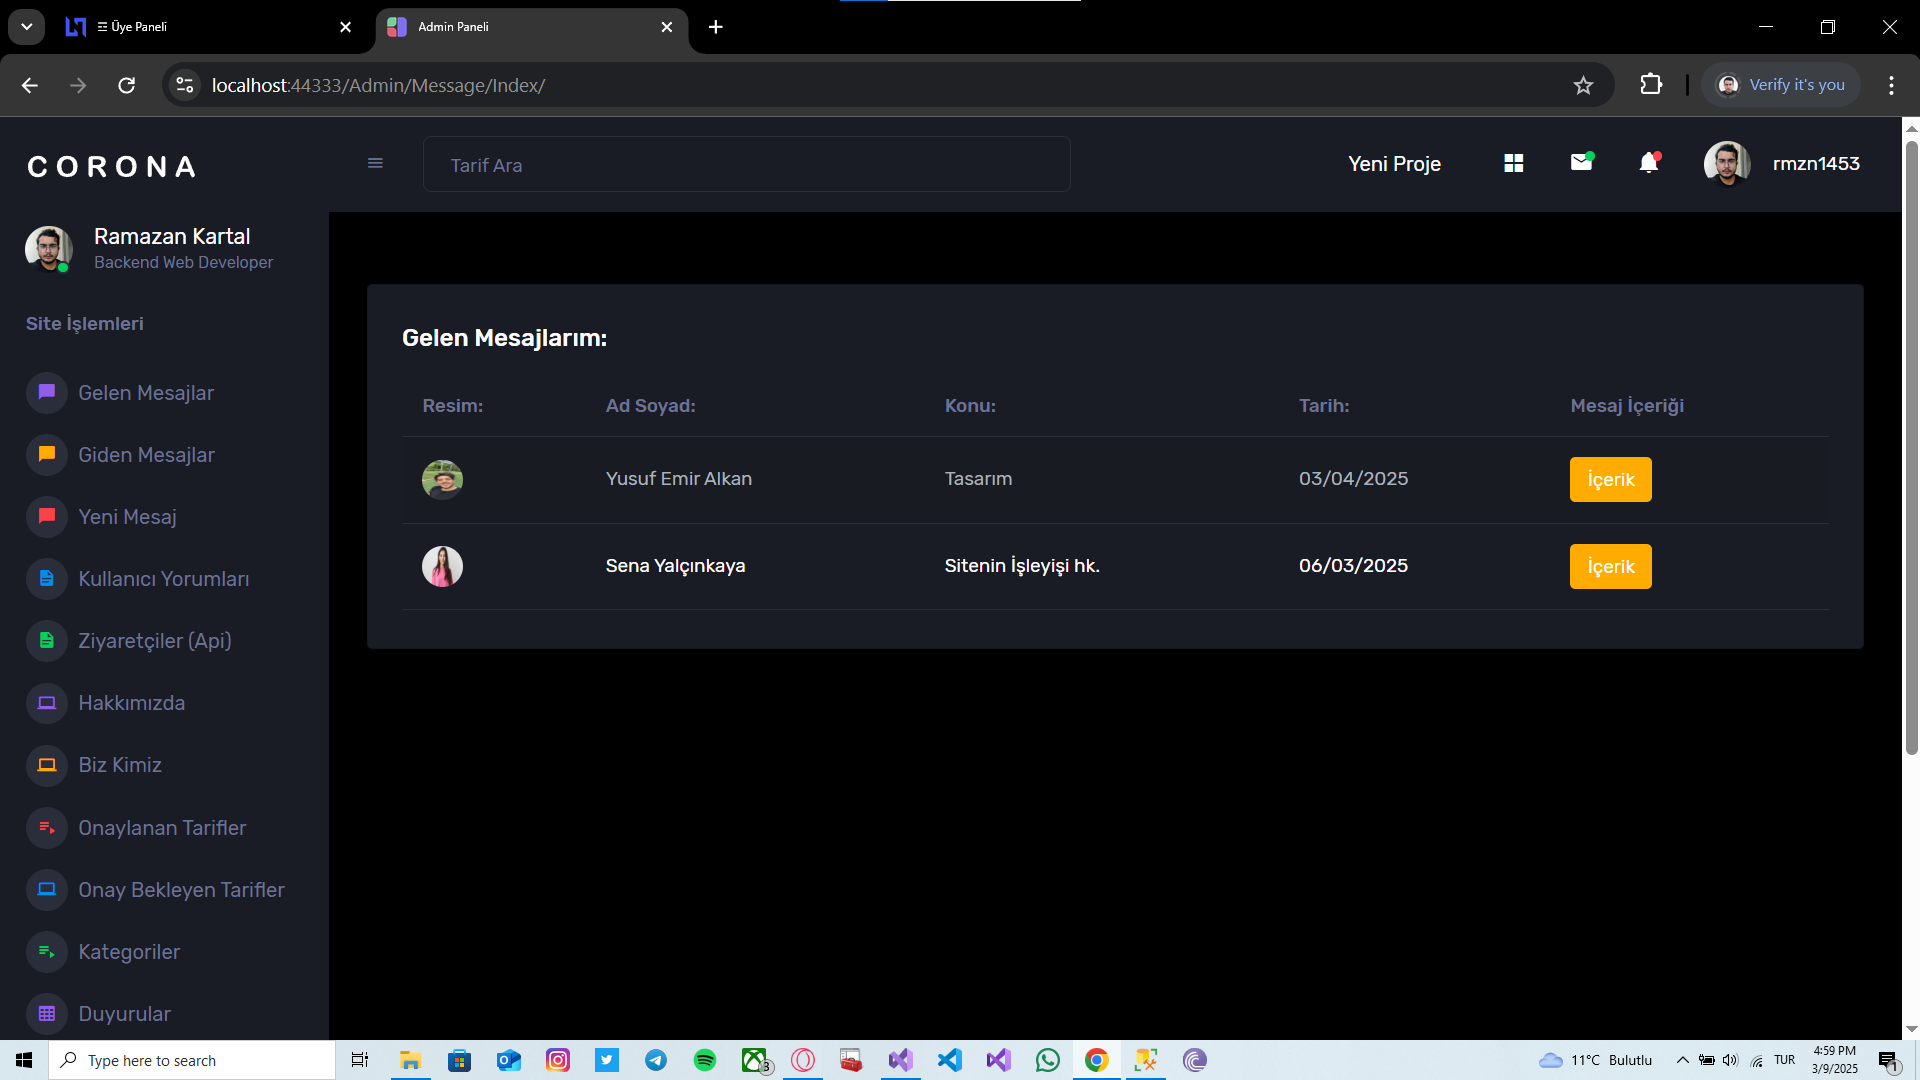 Üye Paneli
Admin Paneli
localhost:44333/Admin/Message/Index/
Verify it's you
CORONA
Tarif Ara
Yeni Proje
rmzn1453
Ramazan Kartal
Backend Web Developer
Site İşlemleri
Gelen Mesajlar
Giden Mesajlar
Yeni Mesaj
Kullanıcı Yorumları
Ziyaretçiler (Api)
Hakkımızda
Biz Kimiz
Onaylanan Tarifler
Onay Bekleyen Tarifler
Kategoriler
Duyurular
Gelen Mesajlarım:
Resim: Ad Soyad: Konu: Tarih: Mesaj İçeriği
Yusuf Emir Alkan Tasarım 03/04/2025 İçerik
Sena Yalçınkaya Sitenin İşleyişi hk. 06/03/2025 İçerik
Type here to search
3
11°C Bulutlu
TUR
4:59 PM
3/9/2025
1